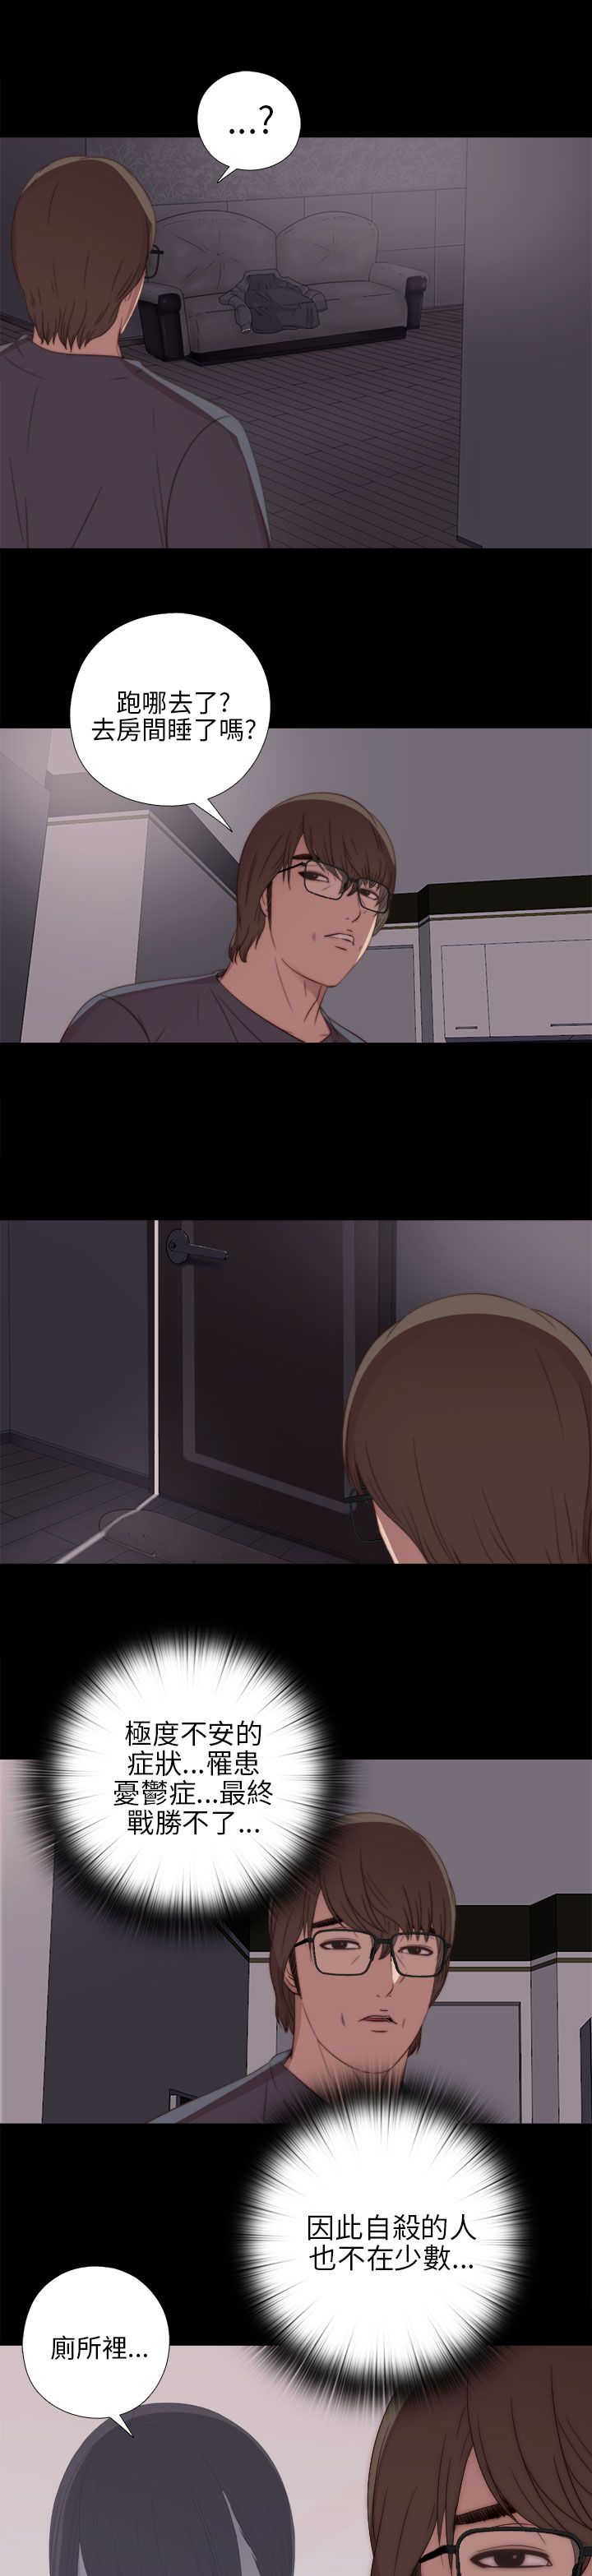 ...?
跑哪去了?
去房間睡了嗎?
極度不安的
症狀...罹患
憂鬱症...最終
戰勝不了...
因此自殺的人
也不在少數...
廁所裡...